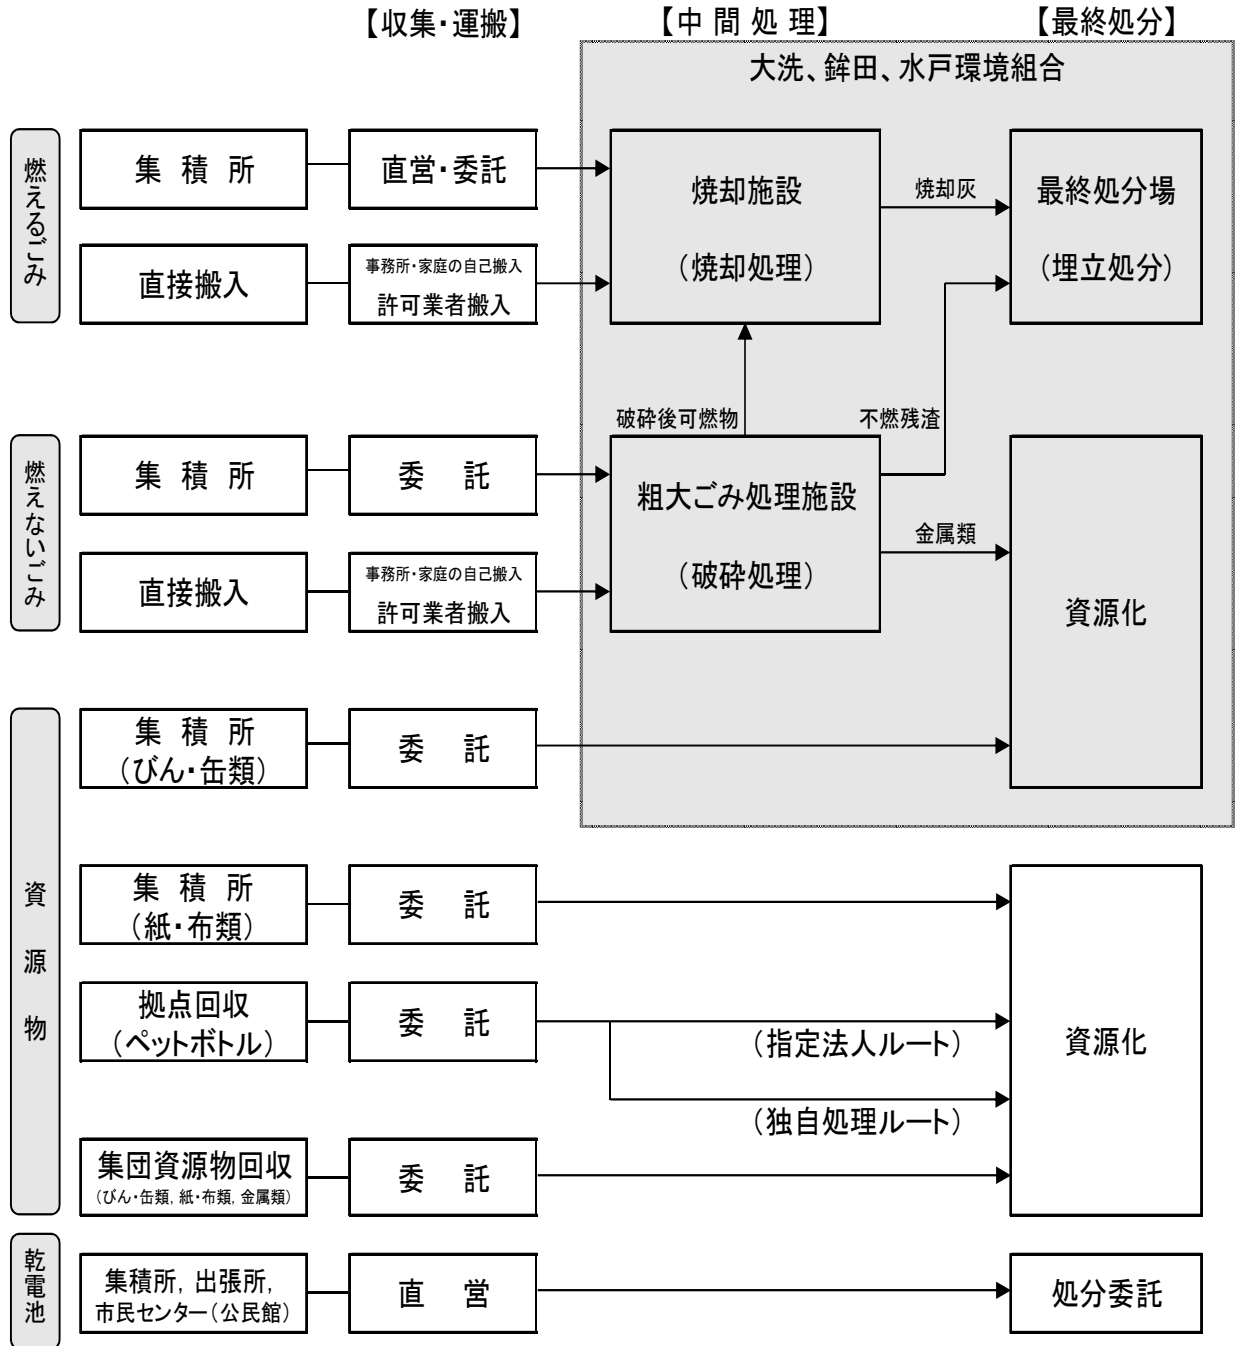 【収集・運搬】
【中間処理】
【最終処分】
大洗、鉾田、水戸環境組合
燃えるごみ
集積所
直営・委託
焼却施設
(焼却処理)
焼却灰
最終処分場
(埋立処分)
直接搬入
事務所・家庭の自己搬入
許可業者搬入
破砕後可燃物
不燃残渣
燃えないごみ
集積所
委託
粗大ごみ処理施設
(破砕処理)
金属類
資源化
直接搬入
事務所・家庭の自己搬入
許可業者搬入
資源物
集積所
(びん・缶類)
委託
集積所
(紙・布類)
委託
拠点回収
(ペットボトル)
委託
(指定法人ルート)
(独自処理ルート)
資源化
集団資源物回収
(びん・缶類, 紙・布類, 金属類)
委託
乾電池
集積所, 出張所,
市民センター(公民館)
直営
処分委託